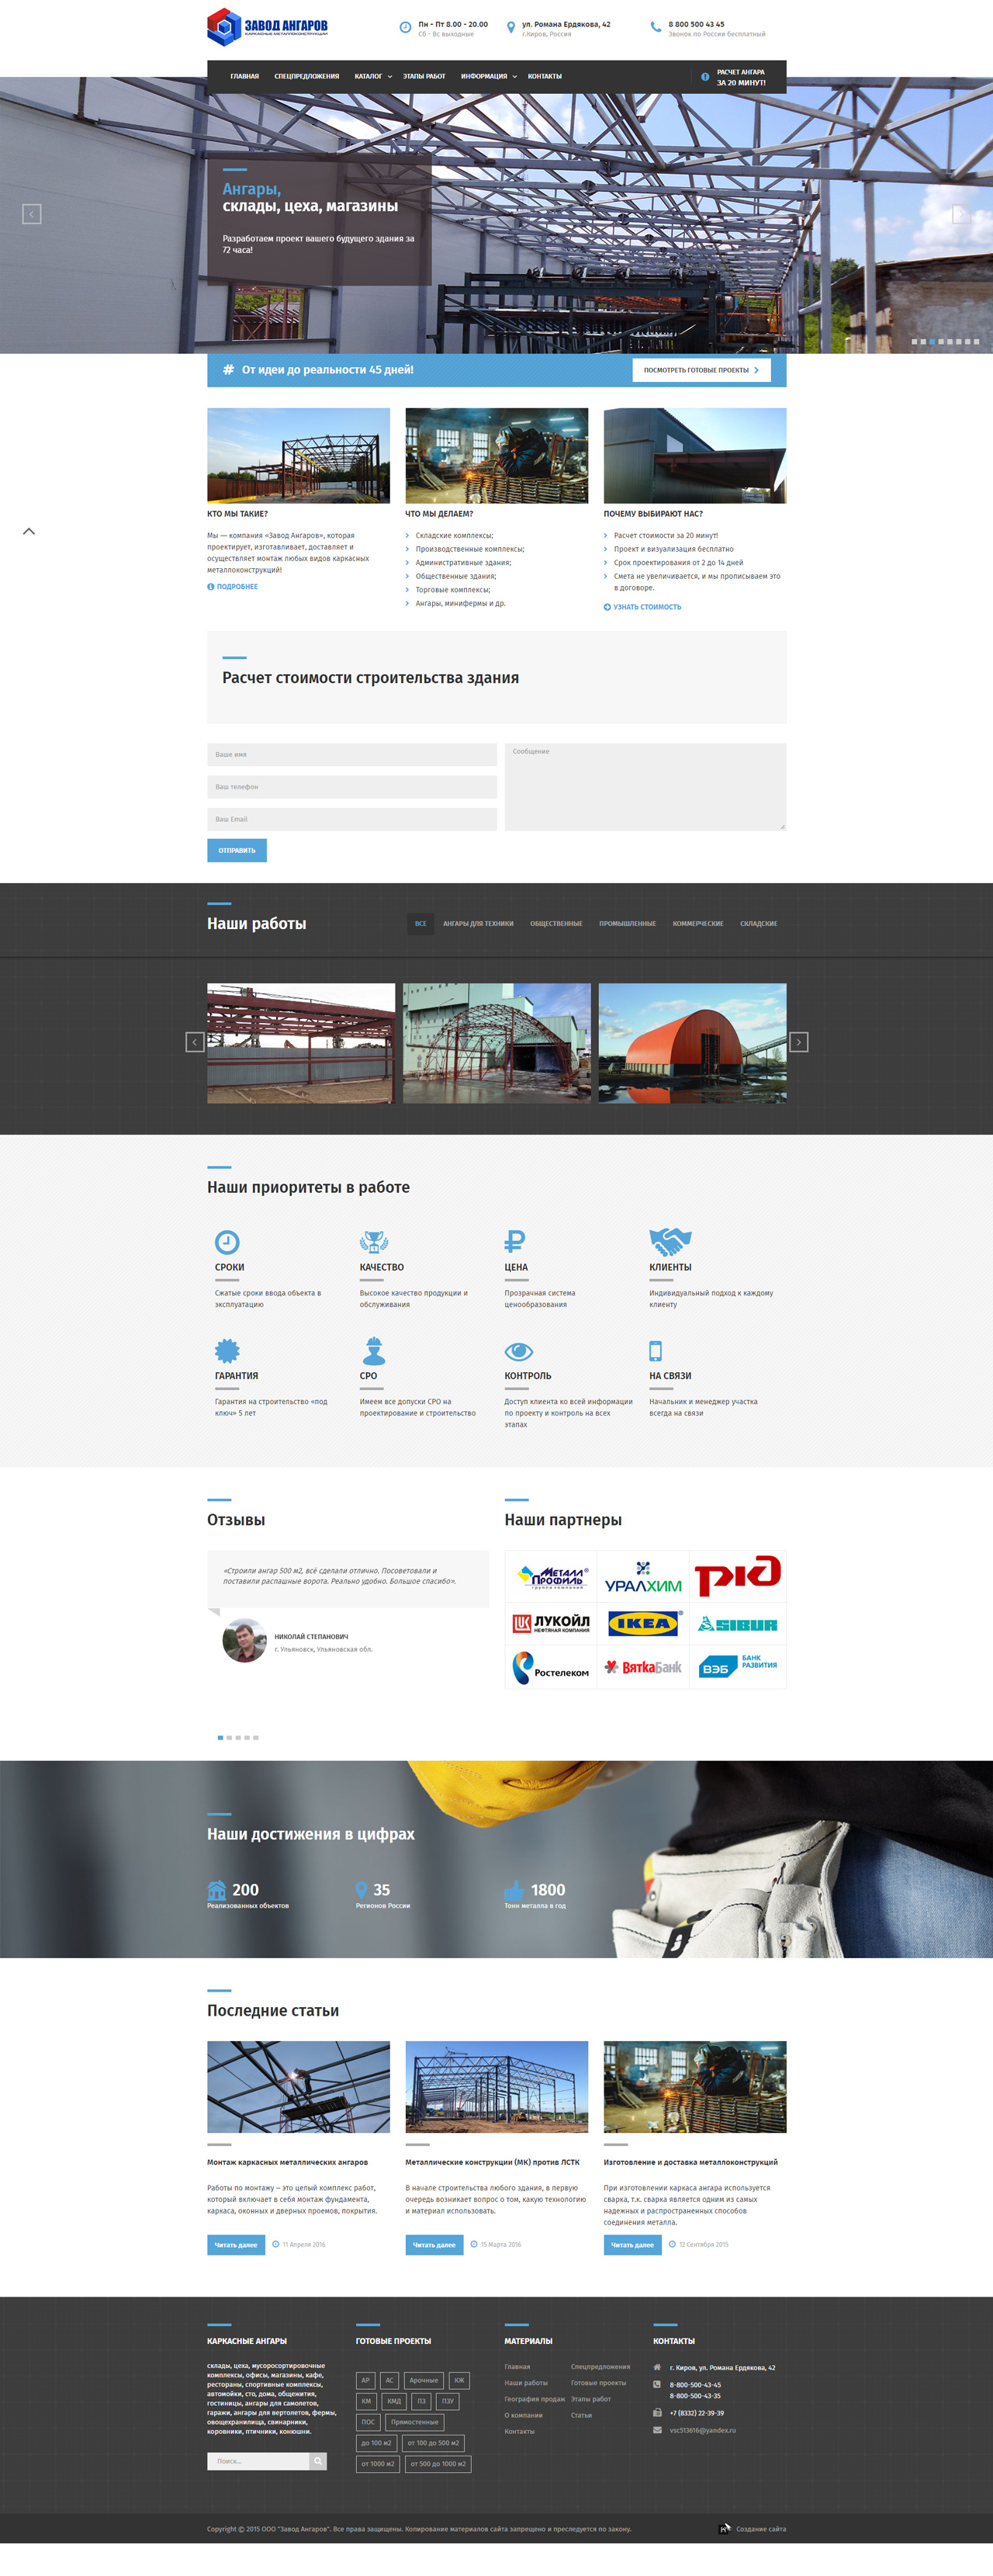 ЗАВОД АНГАРОВ
КАРКАСНЫЕ МЕТАЛЛОКОНСТРУКЦИИ
Пн - Пт 8.00 - 20.00
Сб - Вс выходные
ул. Романа Ердякова, 42
г.Киров, Россия
8 800 500 43 45
Звонок по России бесплатный
ГЛАВНАЯ СПЕЦПРЕДЛОЖЕНИЯ КАТАЛОГ ЭТАПЫ РАБОТ ИНФОРМАЦИЯ КОНТАКТЫ
РАСЧЕТ АНГАРА
ЗА 20 МИНУТ!
Ангары,
склады, цеха, магазины
Разработаем проект вашего будущего здания за
72 часа!
# От идеи до реальности 45 дней!
ПОСМОТРЕТЬ ГОТОВЫЕ ПРОЕКТЫ
КТО МЫ ТАКИЕ?
Мы — компания «Завод Ангаров», которая
проектирует, изготавливает, доставляет и
осуществляет монтаж любых видов каркасных
металлоконструкций!
ПОДРОБНЕЕ
ЧТО МЫ ДЕЛАЕМ?
Складские комплексы;
Производственные комплексы;
Административные здания;
Общественные здания;
Торговые комплексы;
Ангары, минифермы и др.
ПОЧЕМУ ВЫБИРАЮТ НАС?
Расчет стоимости за 20 минут!
Проект и визуализация бесплатно
Срок проектирования от 2 до 14 дней
Смета не увеличивается, и мы прописываем это
в договоре.
УЗНАТЬ СТОИМОСТЬ
Расчет стоимости строительства здания
Ваше имя
Ваш телефон
Ваш Email
Сообщение
ОТПРАВИТЬ
Наши работы
ВСЕ АНГАРЫ ДЛЯ ТЕХНИКИ ОБЩЕСТВЕННЫЕ ПРОМЫШЛЕННЫЕ КОММЕРЧЕСКИЕ СКЛАДСКИЕ
Наши приоритеты в работе
СРОКИ
Сжатые сроки ввода объекта в
эксплуатацию
КАЧЕСТВО
Высокое качество продукции и
обслуживания
ЦЕНА
Прозрачная система
ценообразования
КЛИЕНТЫ
Индивидуальный подход к каждому
клиенту
ГАРАНТИЯ
Гарантия на строительство «под
ключ» 5 лет
СРО
Имеем все допуски СРО на
проектирование и строительство
КОНТРОЛЬ
Доступ клиента ко всей информации
по проекту и контроль на всех
этапах
НА СВЯЗИ
Начальник и менеджер участка
всегда на связи
Отзывы
«Строили ангар 500 м2, всё сделали отлично. Посоветовали и
поставили распашные ворота. Реально удобно. Большое спасибо».
НИКОЛАЙ СТЕПАНОВИЧ
г. Ульяновск, Ульяновская обл.
Наши партнеры
МЕТАЛЛ ПРОФИЛЬ
группа компаний
УРАЛХИМ
РЖД
ЛУКОЙЛ
НЕФТЯНАЯ КОМПАНИЯ
IKEA
SIBUR
Ростелеком
ВяткаБанк
ВЭБ БАНК РАЗВИТИЯ
Наши достижения в цифрах
200
Реализованных объектов
35
Регионов России
1800
Тонн металла в год
Последние статьи
Монтаж каркасных металлических ангаров
Работы по монтажу – это целый комплекс работ,
который включает в себя монтаж фундамента,
каркаса, оконных и дверных проемов, покрытия.
Читать далее 11 Апреля 2016
Металлические конструкции (МК) против ЛСТК
В начале строительства любого здания, в первую
очередь возникает вопрос о том, какую технологию
и материал использовать.
Читать далее 15 Марта 2016
Изготовление и доставка металлоконструкций
При изготовлении каркаса ангара используется
сварка, т.к. сварка является одним из самых
надежных и распространенных способов
соединения металла.
Читать далее 12 Сентября 2015
КАРКАСНЫЕ АНГАРЫ
склады, цеха, мусоросортировочные
комплексы, офисы, магазины, кафе,
рестораны, спортивные комплексы,
автомойки, сто, дома, общежития,
гостиницы, ангары для самолетов,
гаражи, ангары для вертолетов, фермы,
овощехранилища, свинарники,
коровники, птичники, конюшни.
Поиск...
ГОТОВЫЕ ПРОЕКТЫ
АР АС Арочные КЖ
КМ КМД ПЗ ПЗУ
ПОС Прямостенные
до 100 м2 от 100 до 500 м2
от 1000 м2 от 500 до 1000 м2
МАТЕРИАЛЫ
Главная Спецпредложения
Наши работы Готовые проекты
География продаж Этапы работ
О компании Статьи
Контакты
КОНТАКТЫ
г. Киров, ул. Романа Ердякова, 42
8-800-500-43-45
8-800-500-43-35
+7 (8332) 22-39-39
vsc513616@yandex.ru
Copyright © 2015 ООО "Завод Ангаров". Все права защищены. Копирование материалов сайта запрещено и преследуется по закону.
Создание сайта